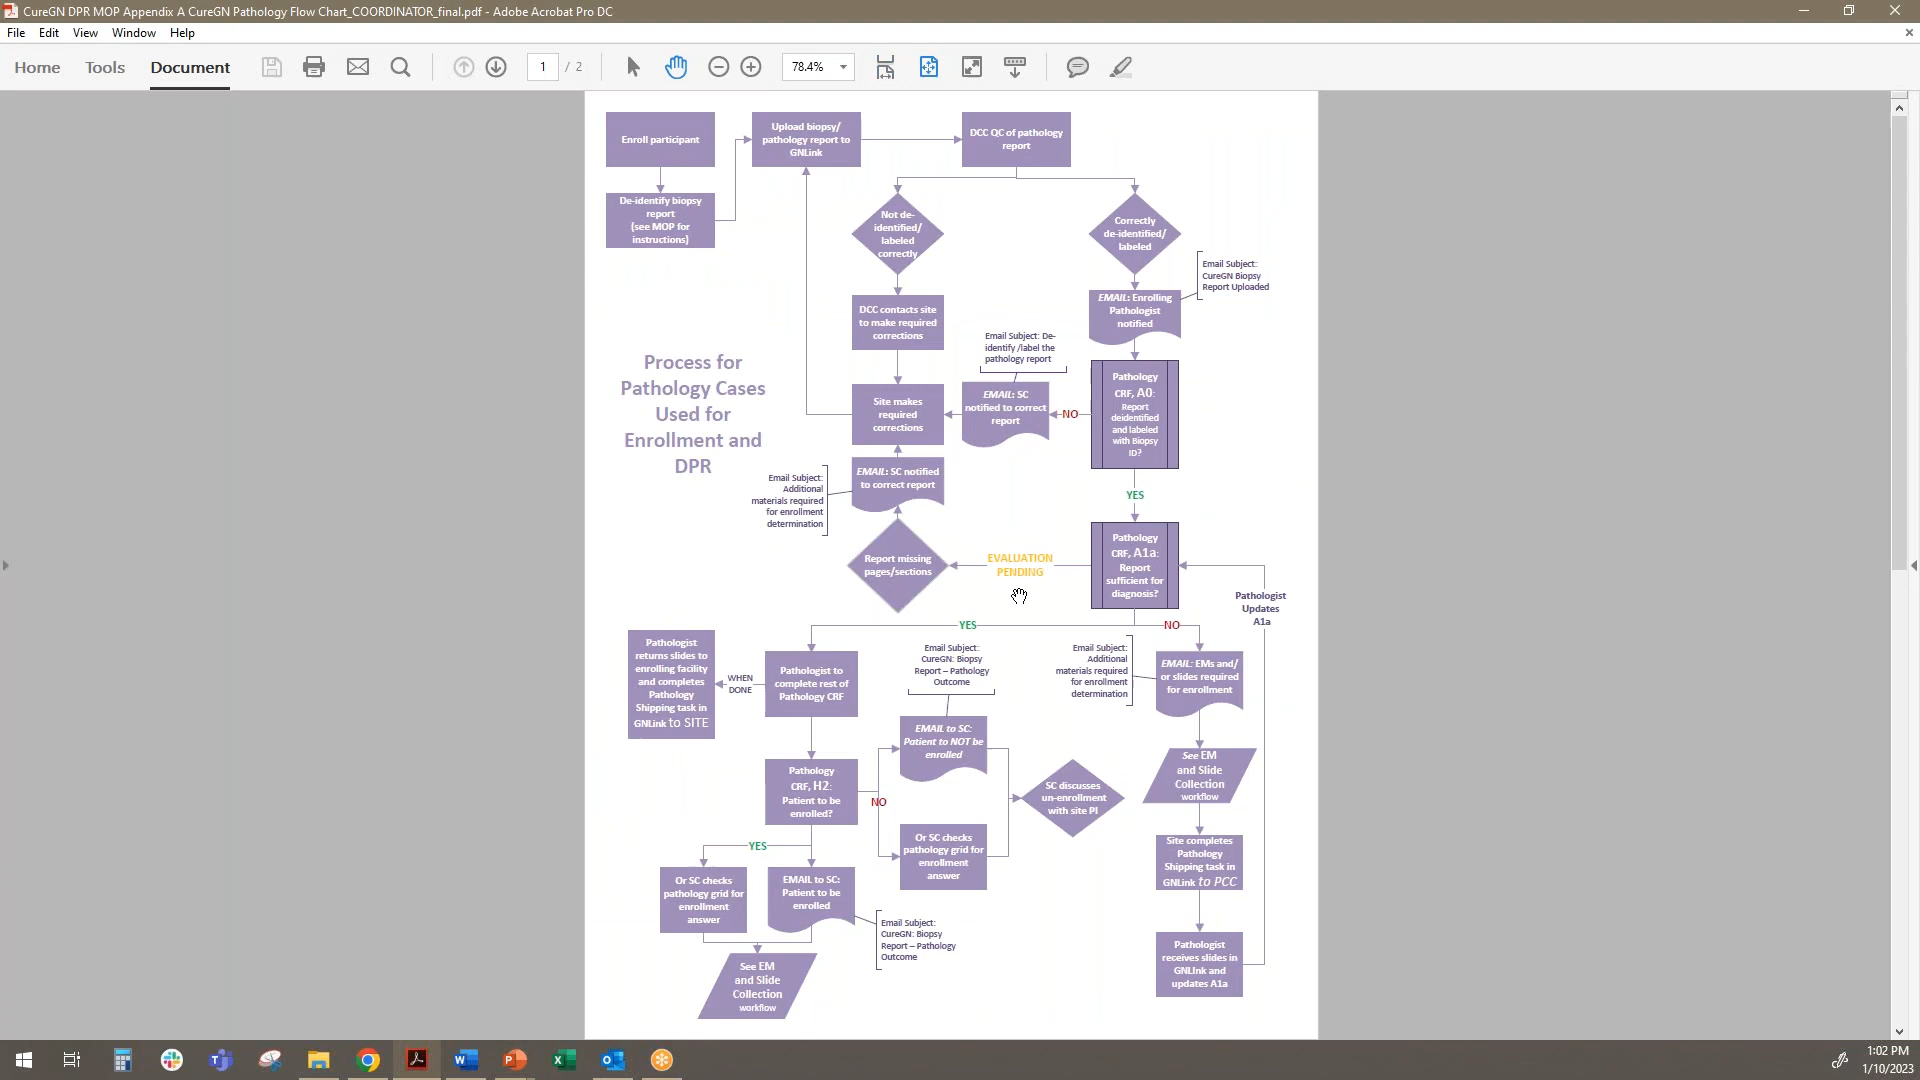 CureGN DPR MOP Appendix A CureGN Pathology Flow Chart_COORDINATOR_final.pdf - Adobe Acrobat Pro DC
File Edit View Window Help
Home Tools Document 1 / 2 78.4%
Enroll participant
Upload biopsy/
pathology report to
GNLink
DCC QC of pathology
report
De-identify biopsy
report
(see MOP for
instructions)
Not de-
identified/
labeled
correctly
Correctly
de-identified/
labeled
Email Subject:
CureGN Biopsy
Report Uploaded
EMAIL: Enrolling
Pathologist
notified
DCC contacts site
to make required
corrections
Email Subject: De-
identify /label the
pathology report
Process for
Pathology Cases
Used for
Enrollment and
DPR
Site makes
required
corrections
EMAIL: SC
notified to correct
report
NO
Pathology
CRF, A0:
Report
deidentified
and labeled
with Biopsy
ID?
Email Subject:
Additional
materials required
for enrollment
determination
EMAIL: SC notified
to correct report
YES
Report missing
pages/sections
EVALUATION
PENDING
Pathology
CRF, A1a:
Report
sufficient for
diagnosis?
Pathologist
Updates
A1a
YES
NO
Pathologist
returns slides to
enrolling facility
and completes
Pathology
Shipping task in
GNLink to SITE
WHEN
DONE
Pathologist to
complete rest of
Pathology CRF
Email Subject:
CureGN: Biopsy
Report – Pathology
Outcome
Email Subject:
Additional
materials required
for enrollment
determination
EMAIL: EMs and/
or slides required
for enrollment
EMAIL to SC:
Patient to NOT be
enrolled
Pathology
CRF, H2:
Patient to be
enrolled?
NO
SC discusses
un-enrollment
with site PI
See EM
and Slide
Collection
workflow
Or SC checks
pathology grid for
enrollment
answer
YES
Site completes
Pathology
Shipping task in
GNLink to PCC
Or SC checks
pathology grid for
enrollment
answer
EMAIL to SC:
Patient to be
enrolled
Email Subject:
CureGN: Biopsy
Report – Pathology
Outcome
Pathologist
receives slides in
GNLInk and
updates A1a
See EM
and Slide
Collection
workflow
1:02 PM
1/10/2023